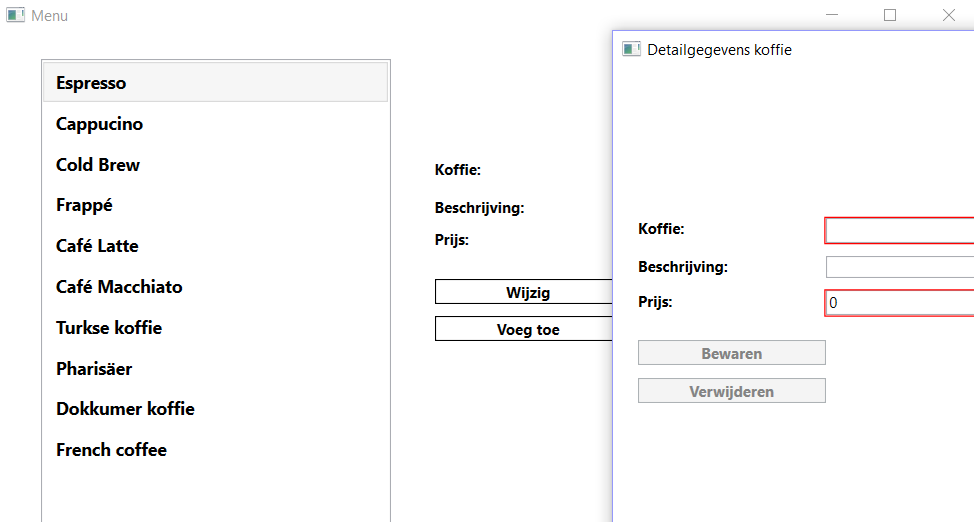 Menu
Espresso
Cappucino
Cold Brew
Frappé
Café Latte
Café Macchiato
Turkse koffie
Pharisäer
Dokkumer koffie
French coffee
Koffie:
Beschrijving:
Prijs:
Wijzig
Voeg toe
Detailgegevens koffie
Koffie:
Beschrijving:
Prijs: 0
Bewaren
Verwijderen